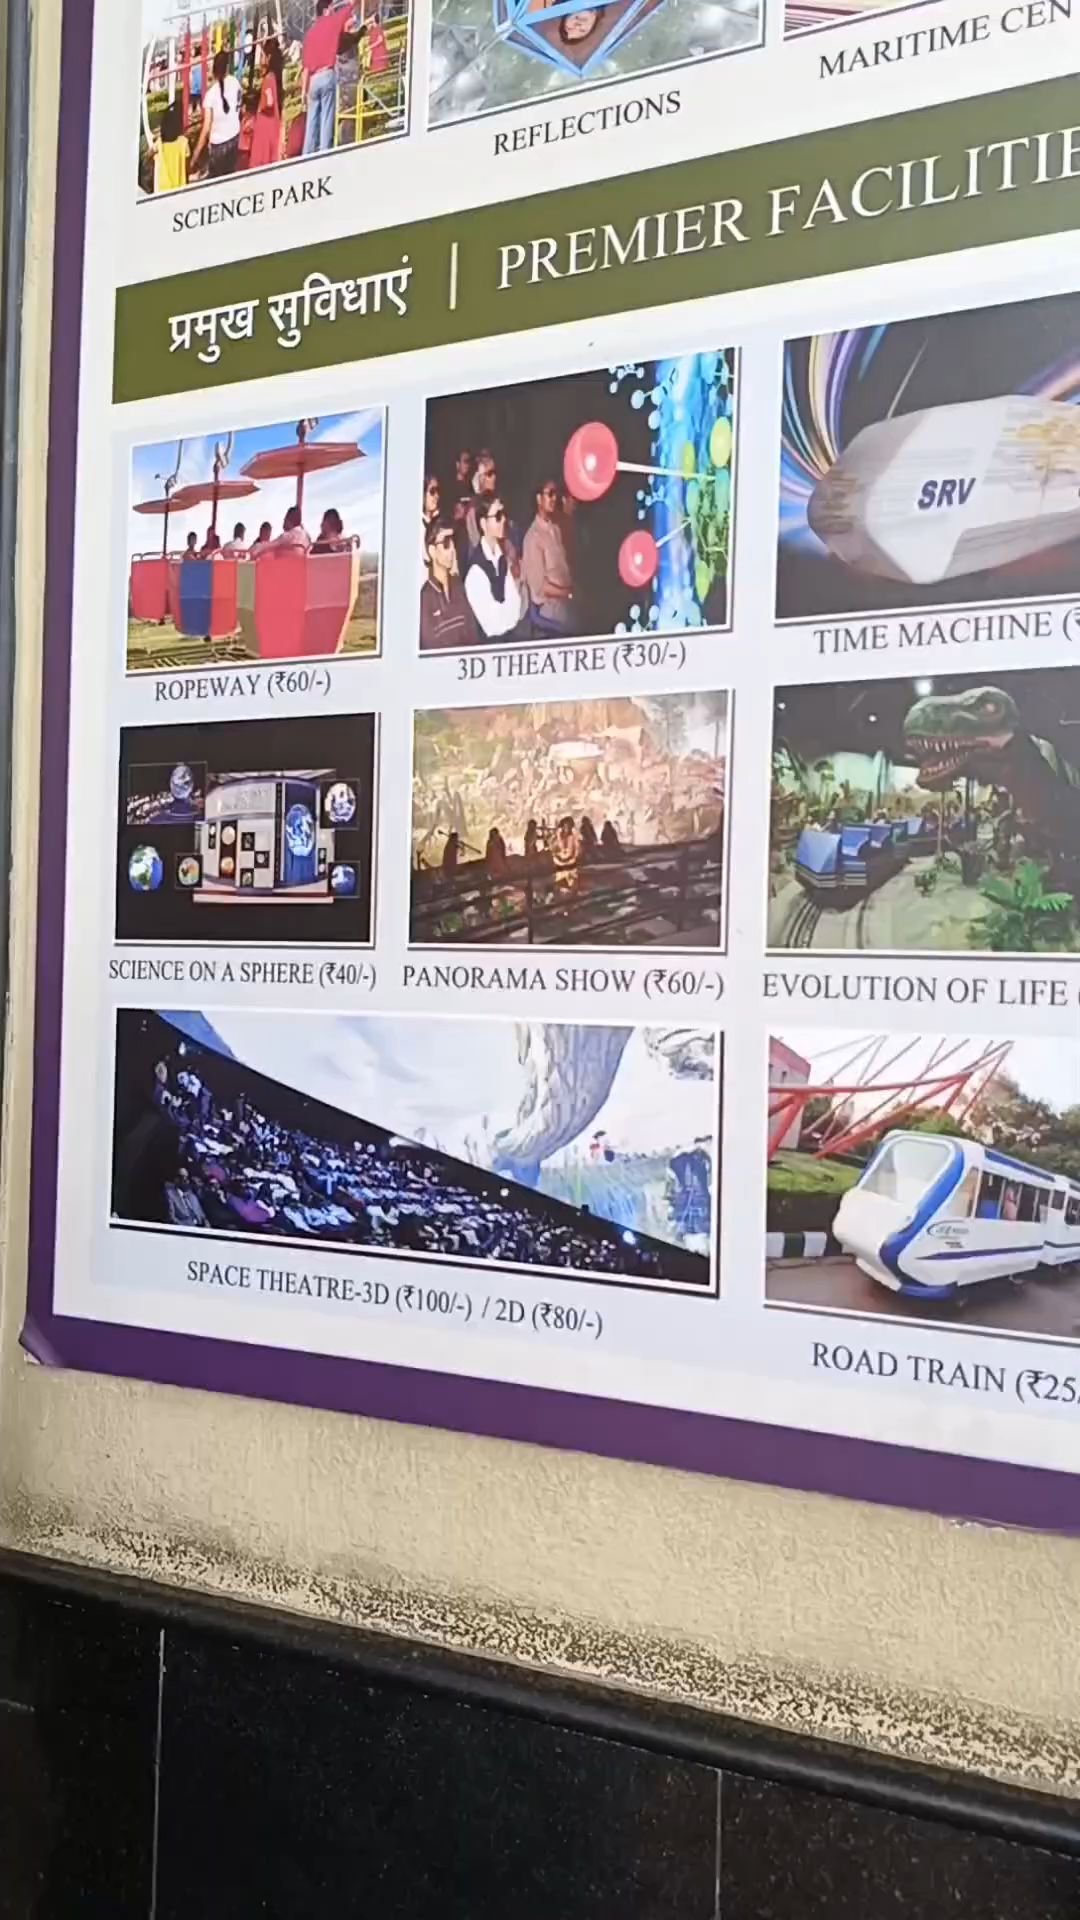 SCIENCE PARK
REFLECTIONS
MARITIME CEN
प्रमुख सुविधाएं | PREMIER FACILITIE
SRV
ROPEWAY (₹60/-)
3D THEATRE (₹30/-)
TIME MACHINE (₹
SCIENCE ON A SPHERE (₹40/-)
PANORAMA SHOW (₹60/-)
EVOLUTION OF LIFE (
SPACE THEATRE-3D (₹100/-) / 2D (₹80/-)
ROAD TRAIN (₹25/